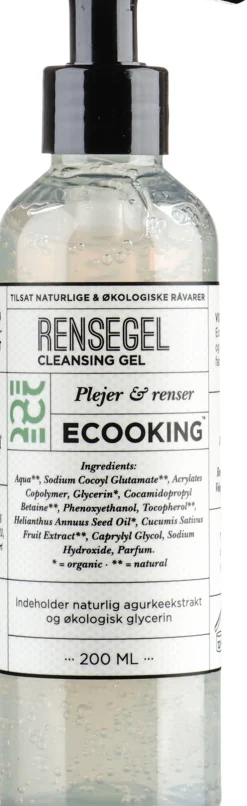 TILSAT NATURLIGE & ØKOLOGISKE RÅVARER
RENSEGEL
CLEANSING GEL
Plejer & renser
ECOOKING™
Ingredients:
Aqua**, Sodium Cocoyl Glutamate**, Acrylates
Copolymer, Glycerin*, Cocamidopropyl
Betaine**, Phenoxyethanol, Tocopherol**,
Helianthus Annuus Seed Oil*, Cucumis Sativus
Fruit Extract**, Caprylyl Glycol, Sodium
Hydroxide, Parfum.
* = organic · ** = natural
Indeholder naturlig agurkeekstrakt
og økologisk glycerin
··· 200 ML ···